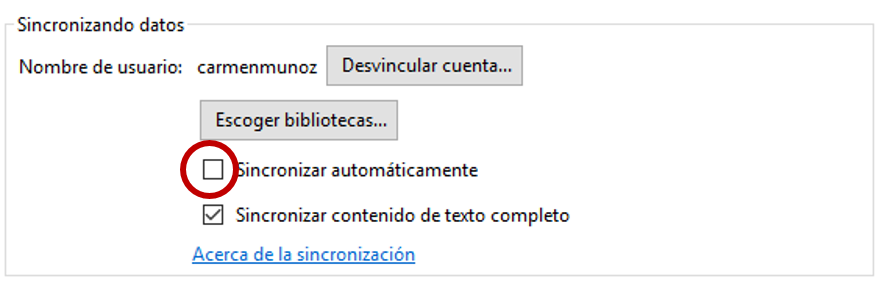 Sincronizando datos
Nombre de usuario: carmenmunoz Desvincular cuenta...
Escoger bibliotecas...
Sincronizar automáticamente
Sincronizar contenido de texto completo
Acerca de la sincronización